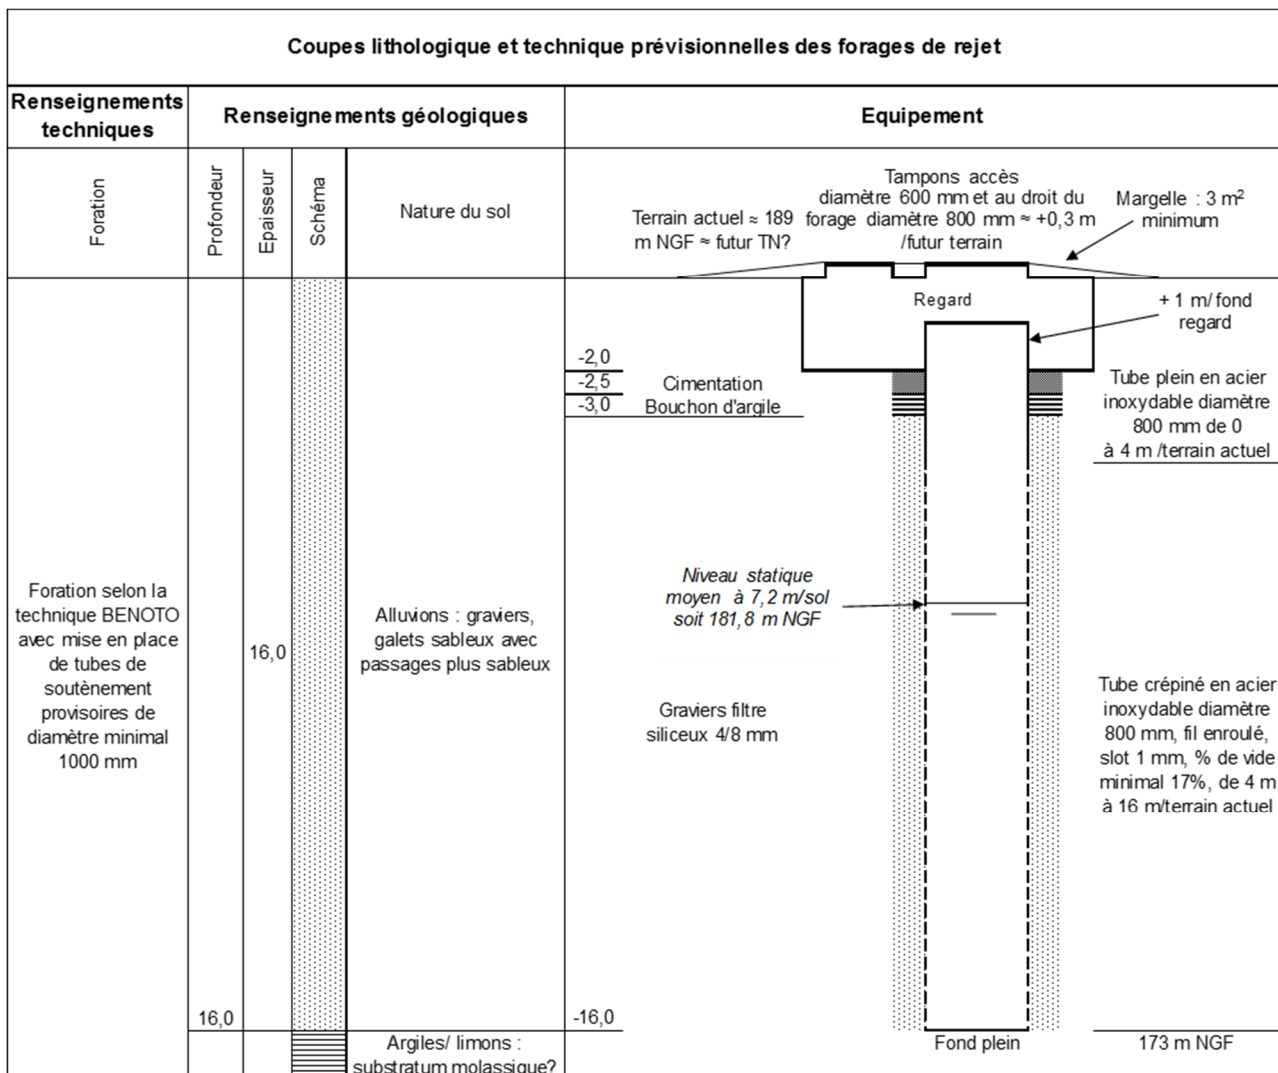 Coupes lithologique et technique prévisionnelles des forages de rejet
Renseignements
techniques
Renseignements géologiques
Equipement
Foration
Profondeur
Epaisseur
Schéma
Nature du sol
Terrain actuel ≈ 189
m NGF ≈ futur TN?
Tampons accès
diamètre 600 mm et au droit du
forage diamètre 800 mm ≈ +0,3 m
/futur terrain
Margelle : 3 m²
minimum
Regard
+ 1 m/ fond
regard
-2,0
-2,5
-3,0
Cimentation
Bouchon d'argile
Tube plein en acier
inoxydable diamètre
800 mm de 0
à 4 m /terrain actuel
Foration selon la
technique BENOTO
avec mise en place
de tubes de
soutènement
provisoires de
diamètre minimal
1000 mm
16,0
Alluvions : graviers,
galets sableux avec
passages plus sableux
Niveau statique
moyen à 7,2 m/sol
soit 181,8 m NGF
Graviers filtre
siliceux 4/8 mm
Tube crépiné en acier
inoxydable diamètre
800 mm, fil enroulé,
slot 1 mm, % de vide
minimal 17%, de 4 m
à 16 m/terrain actuel
16,0
-16,0
Argiles/ limons :
substratum molassique?
Fond plein
173 m NGF